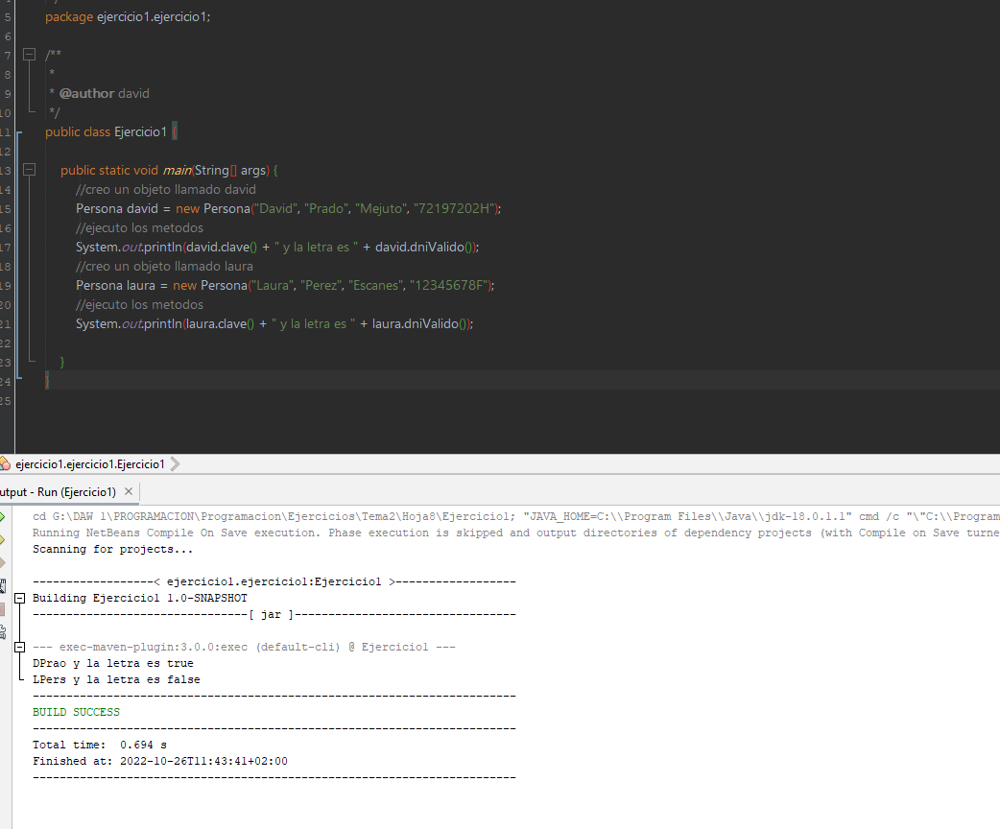 */
5 package ejercicio1.ejercicio1;
6
7 /**
8 *
9 * @author david
10 */
11 public class Ejercicio1 {
12
13 public static void main(String[] args) {
14 //creo un objeto llamado david
15 Persona david = new Persona("David", "Prado", "Mejuto", "72197202H");
16 //ejecuto los metodos
17 System.out.println(david.clave() + " y la letra es " + david.dniValido());
18 //creo un objeto llamado laura
19 Persona laura = new Persona("Laura", "Perez", "Escanes", "12345678F");
20 //ejecuto los metodos
21 System.out.println(laura.clave() + " y la letra es " + laura.dniValido());
22
23 }
24 }
25
ejercicio1.ejercicio1.Ejercicio1
utput - Run (Ejercicio1) ×
cd G:\DAW 1\PROGRAMACION\Programacion\Ejercicios\Tema2\Hoja8\Ejercicio1; "JAVA_HOME=C:\\Program Files\\Java\\jdk-18.0.1.1" cmd /c "\"C:\\Program
Running NetBeans Compile On Save execution. Phase execution is skipped and output directories of dependency projects (with Compile on Save turne
Scanning for projects...
------------------< ejercicio1.ejercicio1:Ejercicio1 >------------------
Building Ejercicio1 1.0-SNAPSHOT
--------------------------------[ jar ]---------------------------------
--- exec-maven-plugin:3.0.0:exec (default-cli) @ Ejercicio1 ---
DPrao y la letra es true
LPers y la letra es false
------------------------------------------------------------------------
BUILD SUCCESS
------------------------------------------------------------------------
Total time:  0.694 s
Finished at: 2022-10-26T11:43:41+02:00
------------------------------------------------------------------------